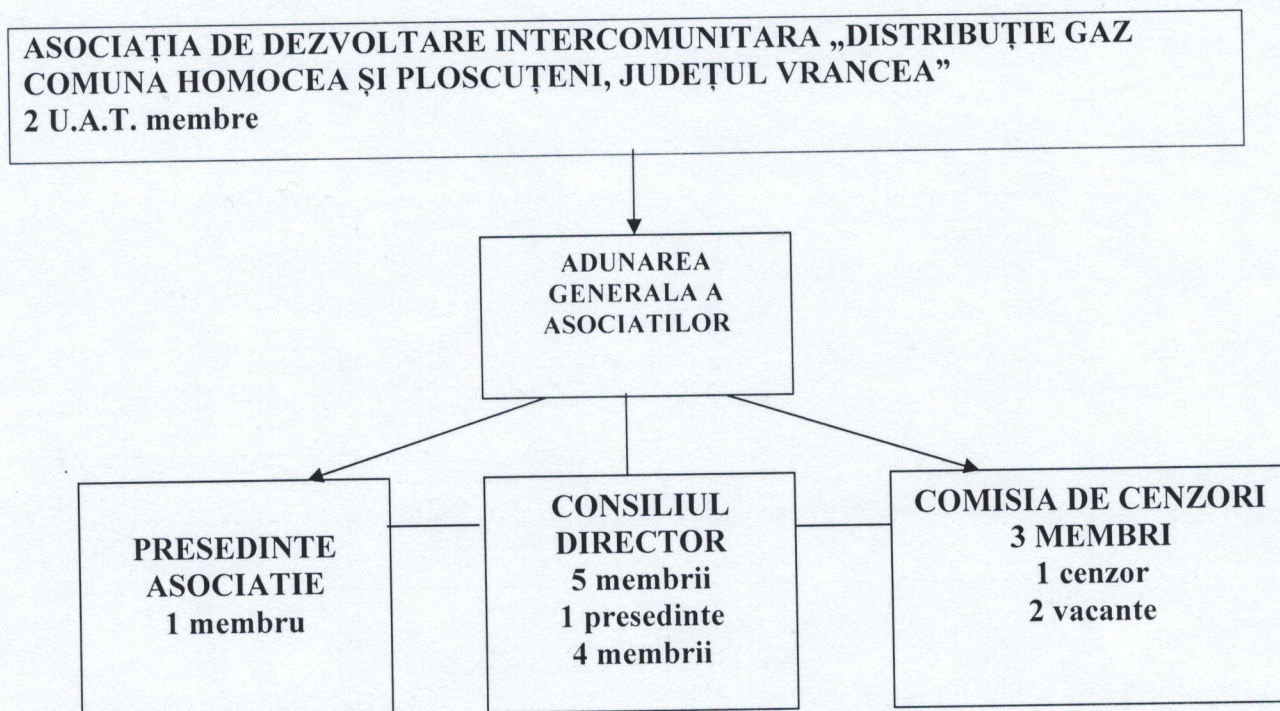 ASOCIAȚIA DE DEZVOLTARE INTERCOMUNITARA „DISTRIBUȚIE GAZ
COMUNA HOMOCEA ȘI PLOSCUȚENI, JUDEȚUL VRANCEA”
2 U.A.T. membre
ADUNAREA
GENERALA A
ASOCIATILOR
PRESEDINTE
ASOCIATIE
1 membru
CONSILIUL
DIRECTOR
5 membrii
1 presedinte
4 membrii
COMISIA DE CENZORI
3 MEMBRI
1 cenzor
2 vacante